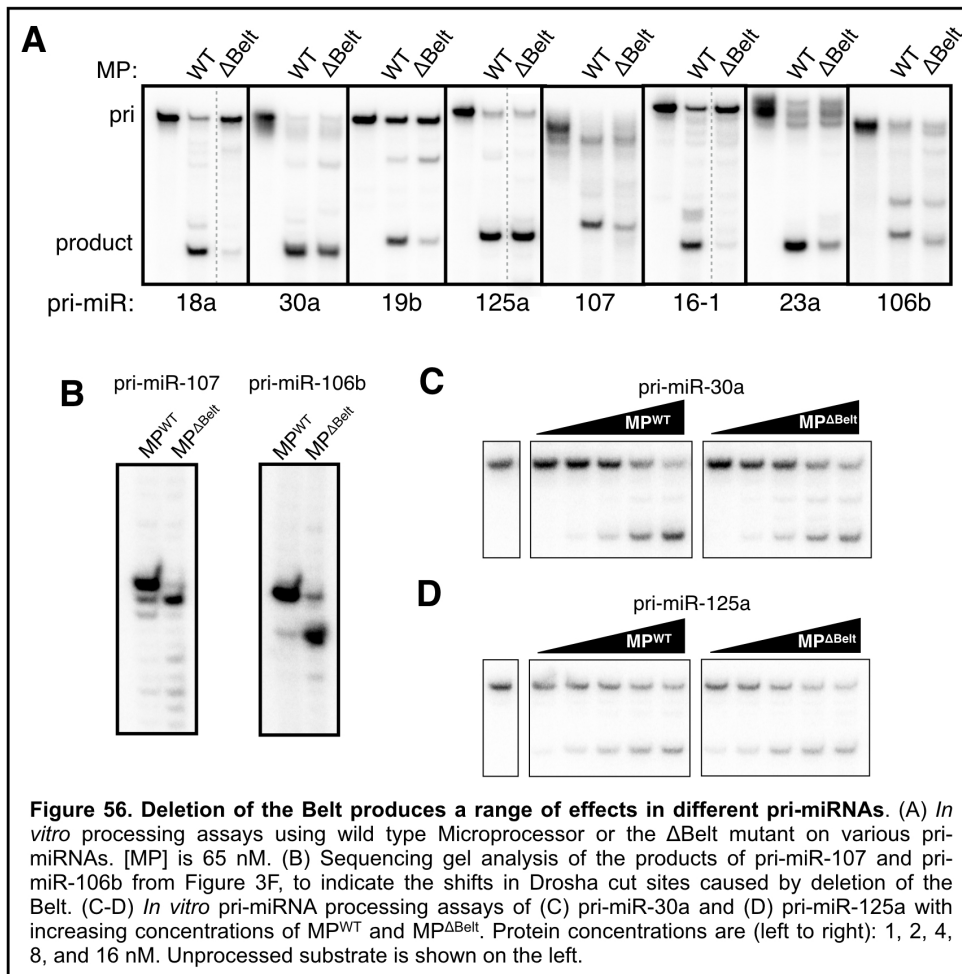 A
MP: WT ΔBelt WT ΔBelt WT ΔBelt WT ΔBelt WT ΔBelt WT ΔBelt WT ΔBelt WT ΔBelt
pri
product
pri-miR: 18a 30a 19b 125a 107 16-1 23a 106b
B
pri-miR-107 pri-miR-106b
MPWT MPΔBelt MPWT MPΔBelt
C
pri-miR-30a
MPWT MPΔBelt
D
pri-miR-125a
MPWT MPΔBelt
Figure 56. Deletion of the Belt produces a range of effects in different pri-miRNAs. (A) In
vitro processing assays using wild type Microprocessor or the ΔBelt mutant on various pri-
miRNAs. [MP] is 65 nM. (B) Sequencing gel analysis of the products of pri-miR-107 and pri-
miR-106b from Figure 3F, to indicate the shifts in Drosha cut sites caused by deletion of the
Belt. (C-D) In vitro pri-miRNA processing assays of (C) pri-miR-30a and (D) pri-miR-125a with
increasing concentrations of MPWT and MPΔBelt. Protein concentrations are (left to right): 1, 2, 4,
8, and 16 nM. Unprocessed substrate is shown on the left.